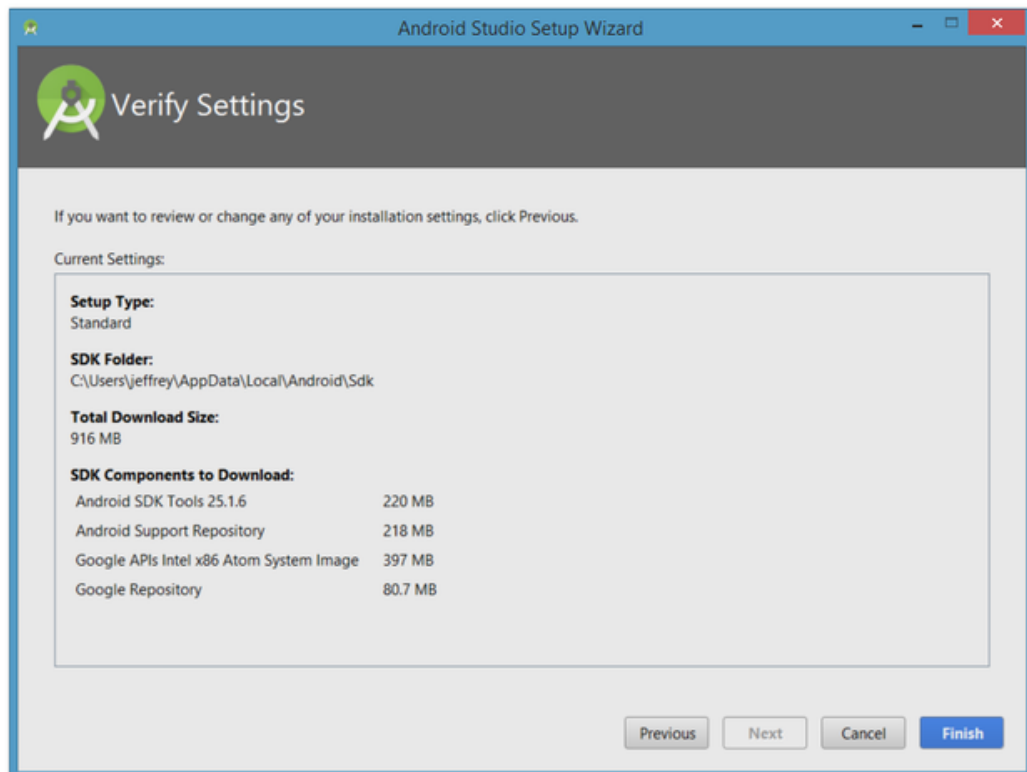 Android Studio Setup Wizard
Verify Settings
If you want to review or change any of your installation settings, click Previous.
Current Settings:
Setup Type:
Standard
SDK Folder:
C:\Users\jeffrey\AppData\Local\Android\Sdk
Total Download Size:
916 MB
SDK Components to Download:
Android SDK Tools 25.1.6 220 MB
Android Support Repository 218 MB
Google APIs Intel x86 Atom System Image 397 MB
Google Repository 80.7 MB
Previous Next Cancel Finish